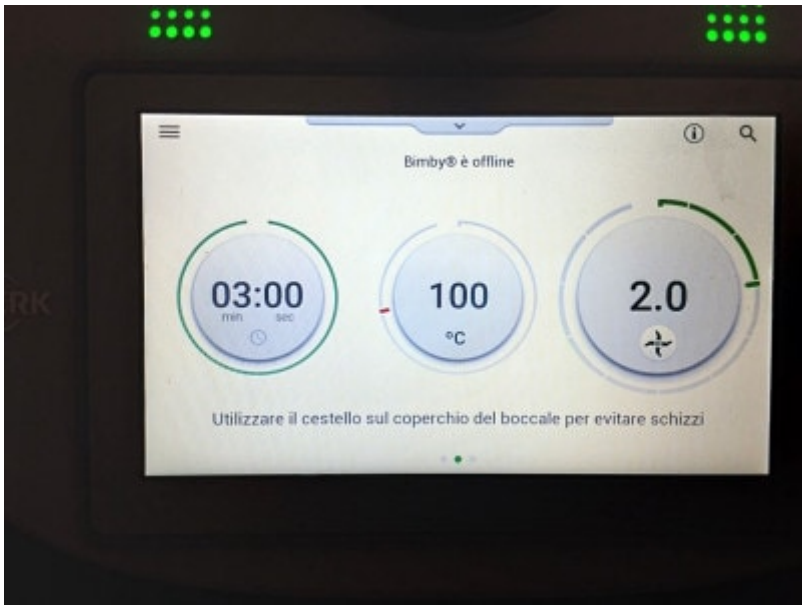 Bimby® è offline
03:00
min sec
100
°C
2.0
RK
Utilizzare il cestello sul coperchio del boccale per evitare schizzi